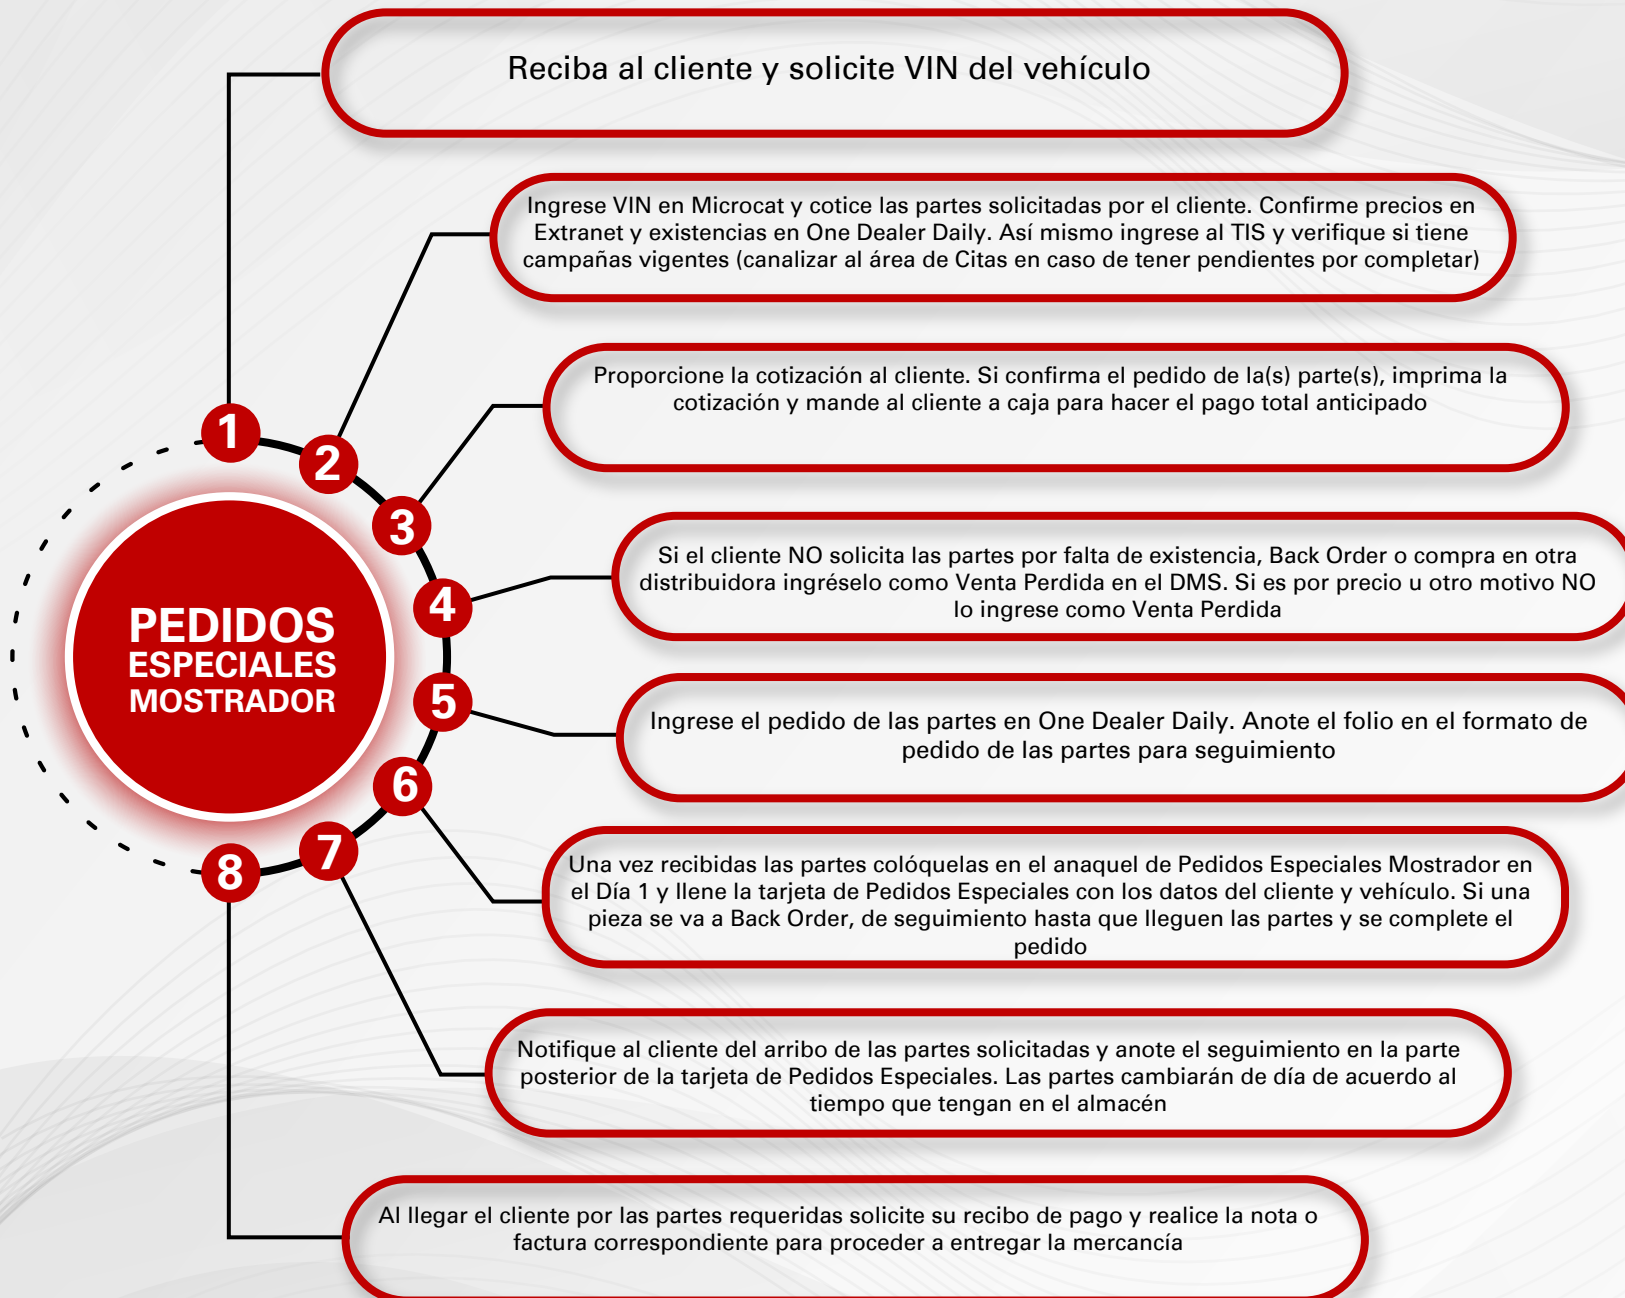 Reciba al cliente y solicite VIN del vehículo
Ingrese VIN en Microcat y cotice las partes solicitadas por el cliente. Confirme precios en
Extranet y existencias en One Dealer Daily. Así mismo ingrese al TIS y verifique si tiene
campañas vigentes (canalizar al área de Citas en caso de tener pendientes por completar)
Proporcione la cotización al cliente. Si confirma el pedido de la(s) parte(s), imprima la
cotización y mande al cliente a caja para hacer el pago total anticipado
1
2
3
Si el cliente NO solicita las partes por falta de existencia, Back Order o compra en otra
distribuidora ingréselo como Venta Perdida en el DMS. Si es por precio u otro motivo NO
lo ingrese como Venta Perdida
4
PEDIDOS
ESPECIALES
MOSTRADOR
5
Ingrese el pedido de las partes en One Dealer Daily. Anote el folio en el formato de
pedido de las partes para seguimiento
6
7
8
Una vez recibidas las partes colóquelas en el anaquel de Pedidos Especiales Mostrador en
el Día 1 y llene la tarjeta de Pedidos Especiales con los datos del cliente y vehículo. Si una
pieza se va a Back Order, de seguimiento hasta que lleguen las partes y se complete el
pedido
Notifique al cliente del arribo de las partes solicitadas y anote el seguimiento en la parte
posterior de la tarjeta de Pedidos Especiales. Las partes cambiarán de día de acuerdo al
tiempo que tengan en el almacén
Al llegar el cliente por las partes requeridas solicite su recibo de pago y realice la nota o
factura correspondiente para proceder a entregar la mercancía